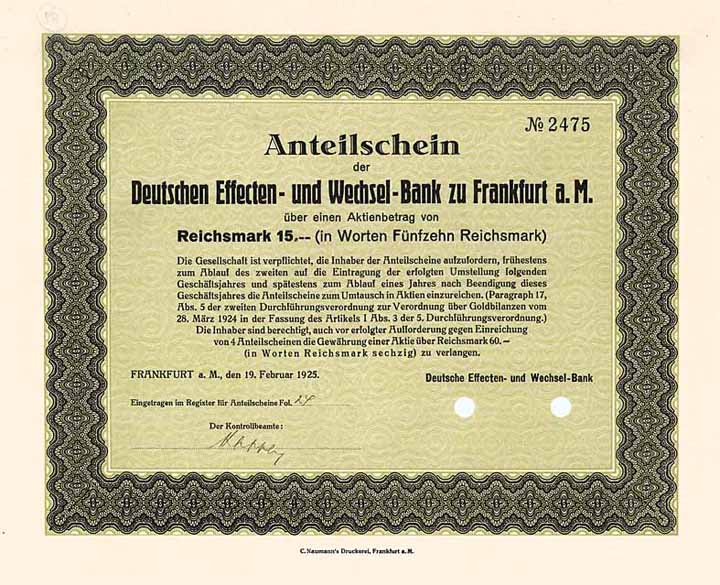 № 2475
Anteilschein
der
Deutschen Effecten- und Wechsel-Bank zu Frankfurt a. M.
über einen Aktienbetrag von
Reichsmark 15.-- (in Worten Fünfzehn Reichsmark)
Die Gesellschaft ist verpflichtet, die Inhaber der Anteilscheine aufzufordern, frühestens
zum Ablauf des zweiten auf die Eintragung der erfolgten Umstellung folgenden
Geschäftsjahres und spätestens zum Ablauf eines Jahres nach Beendigung dieses
Geschäftsjahres die Anteilscheine zum Umtausch in Aktien einzureichen. (Paragraph 17,
Abs. 5 der zweiten Durchführungsverordnung zur Verordnung über Goldbilanzen vom
28. März 1924 in der Fassung des Artikels I Abs. 3 der 5. Durchführungsverordnung.)
Die Inhaber sind berechtigt, auch vor erfolgter Aufforderung gegen Einreichung
von 4 Anteilscheinen die Gewährung einer Aktie über Reichsmark 60.—
(in Worten Reichsmark sechzig) zu verlangen.
FRANKFURT a. M., den 19. Februar 1925.
Deutsche Effecten- und Wechsel-Bank
Eingetragen im Register für Anteilscheine Fol. 24
Der Kontrollbeamte:
C. Naumann's Druckerei, Frankfurt a. M.